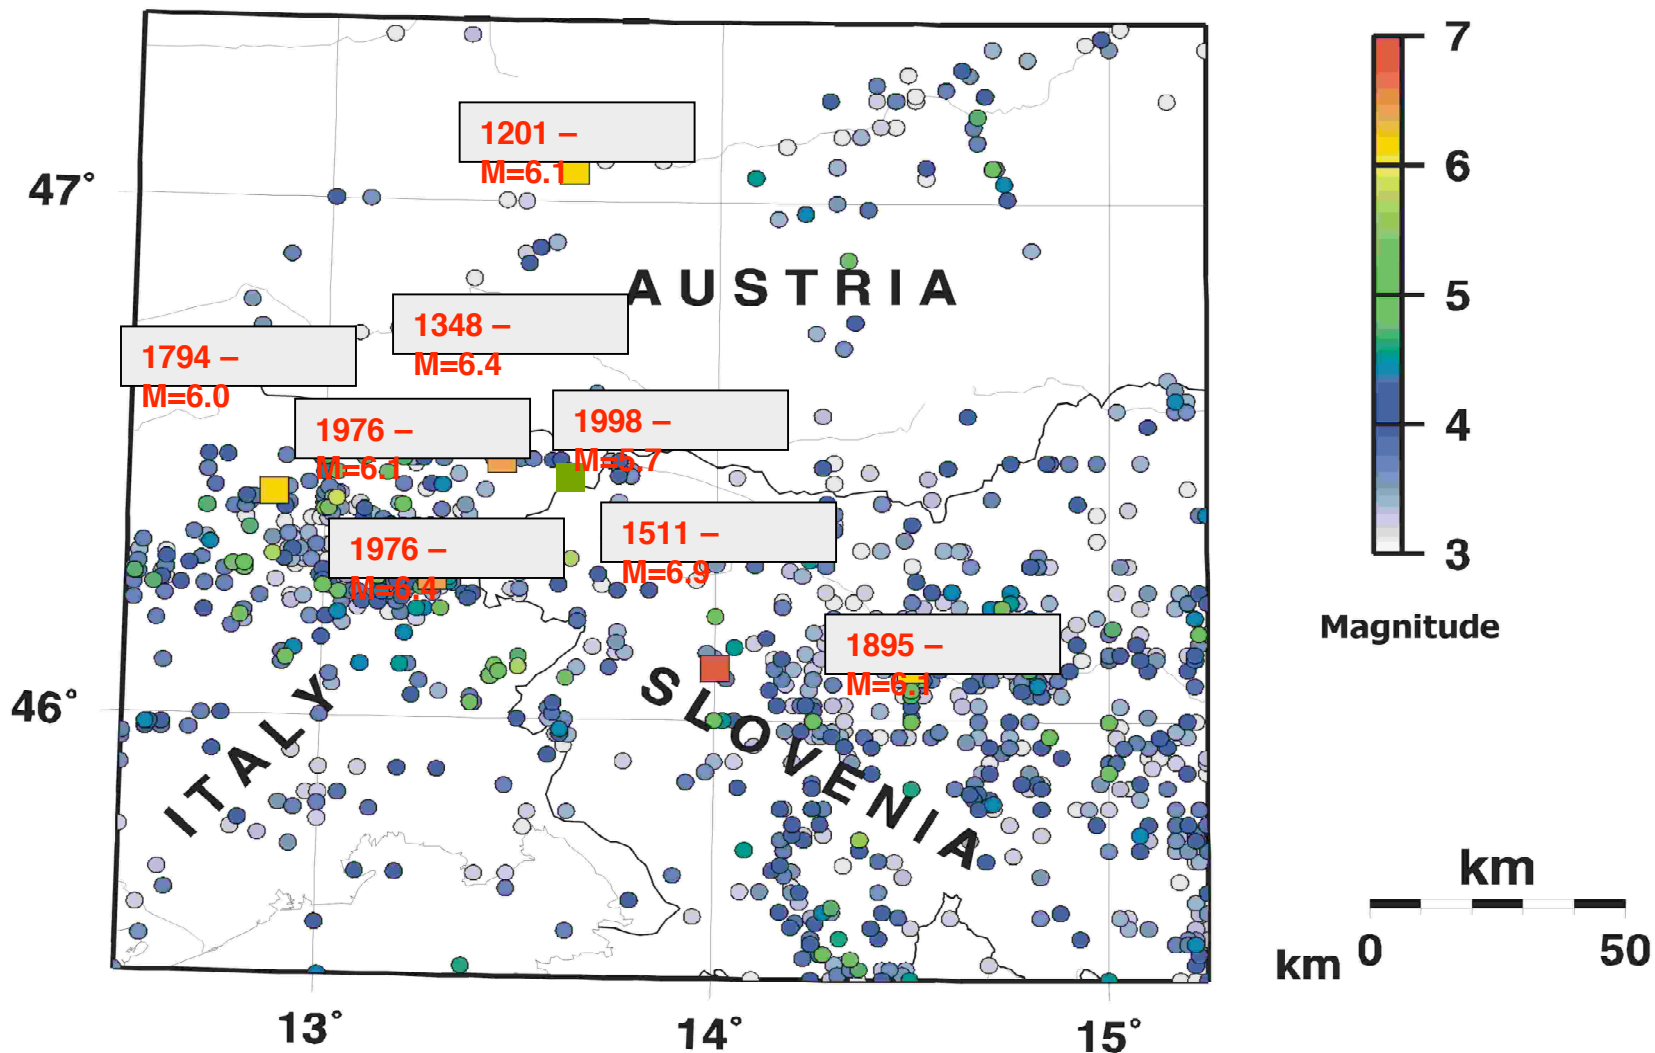 7
1201 –
M=6.1
47°
6
AUSTRIA
5
1348 –
M=6.4
1794 –
M=6.0
1976 –
M=6.1
1998 –
M=5.7
4
1976 –
M=6.4
1511 –
M=6.9
3
Magnitude
1895 –
M=6.1
46°
ITALY
SLOVENIA
km
km 0 50
13° 14° 15°